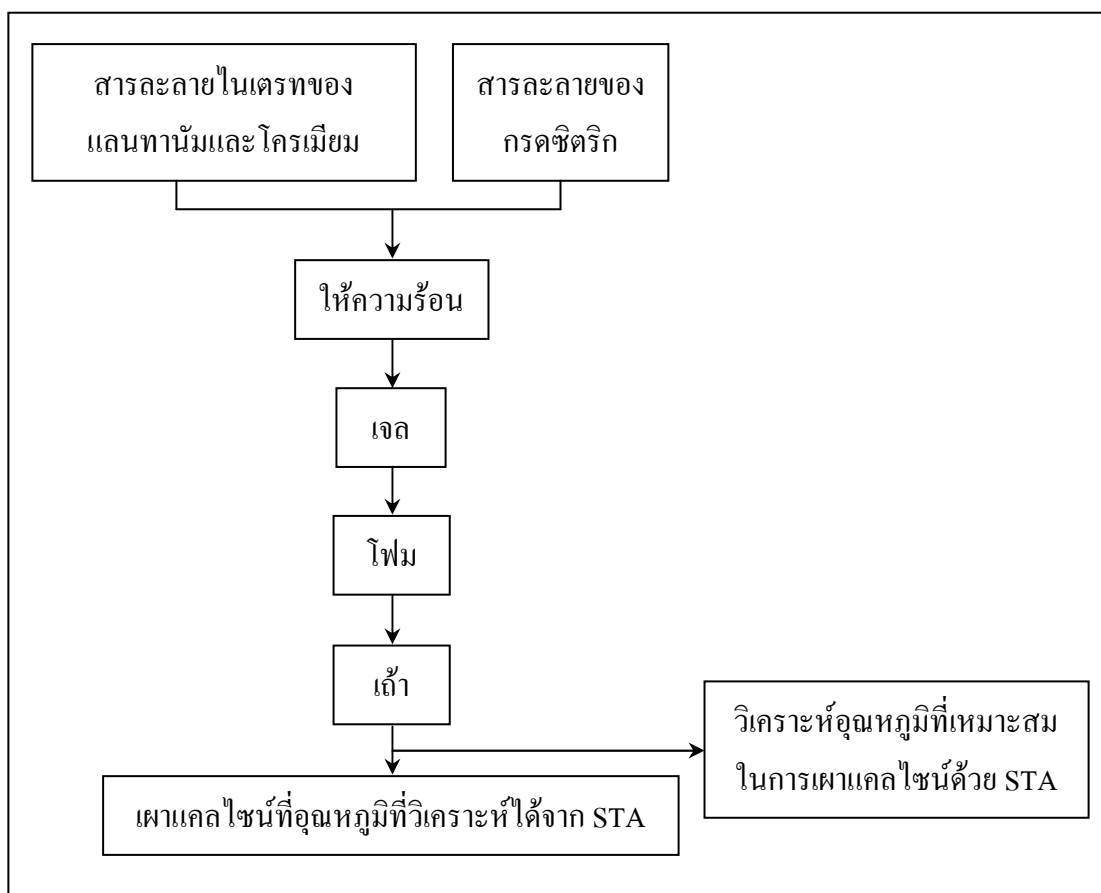 สารละลายไนเตรทของ
แลนทานัมและโครเมียม
สารละลายของ
กรดซิตริก
ให้ความร้อน
เจล
โฟม
เถ้า
วิเคราะห์อุณหภูมิที่เหมาะสม
ในการเผาแคลไซน์ด้วย STA
เผาแคลไซน์ที่อุณหภูมิที่วิเคราะห์ได้จาก STA